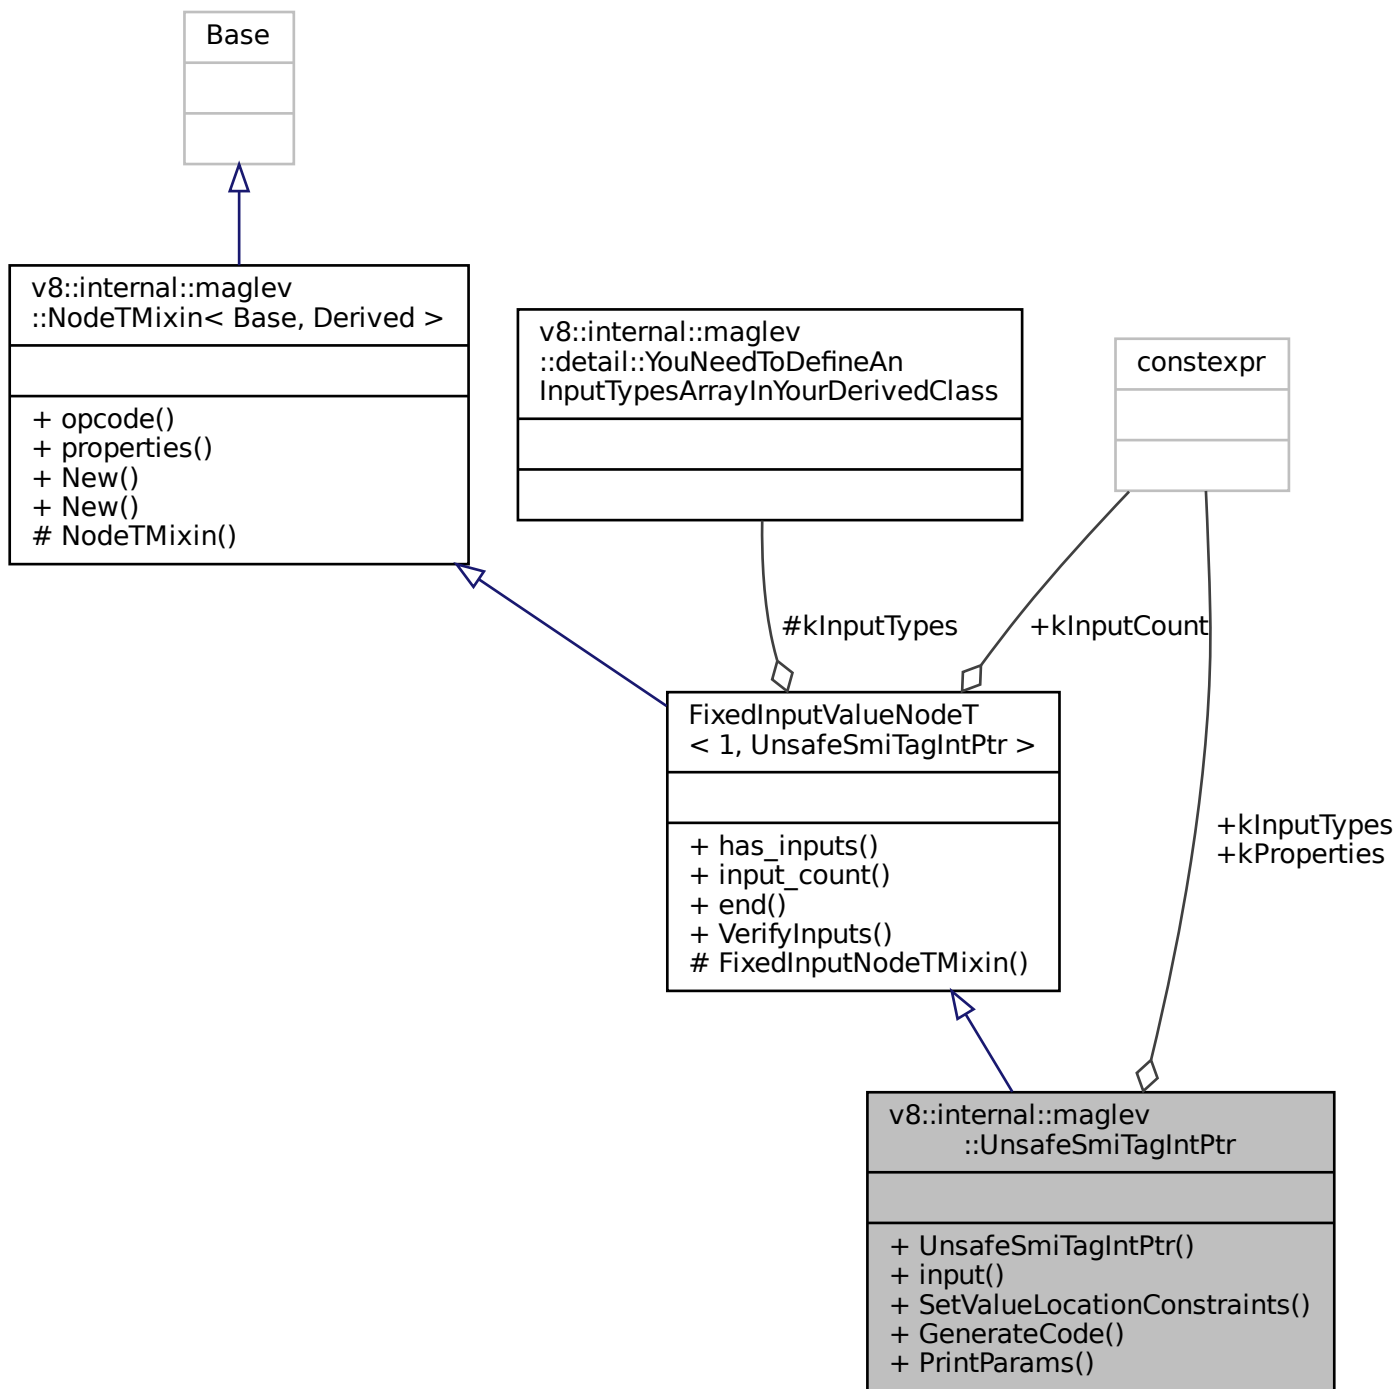 Base
v8::internal::maglev
::NodeTMixin< Base, Derived >
+ opcode()
+ properties()
+ New()
+ New()
# NodeTMixin()
v8::internal::maglev
::detail::YouNeedToDefineAn
InputTypesArrayInYourDerivedClass
constexpr
#kInputTypes
+kInputCount
FixedInputValueNodeT
< 1, UnsafeSmiTagIntPtr >
+ has_inputs()
+ input_count()
+ end()
+ VerifyInputs()
# FixedInputNodeTMixin()
+kInputTypes
+kProperties
v8::internal::maglev
::UnsafeSmiTagIntPtr
+ UnsafeSmiTagIntPtr()
+ input()
+ SetValueLocationConstraints()
+ GenerateCode()
+ PrintParams()